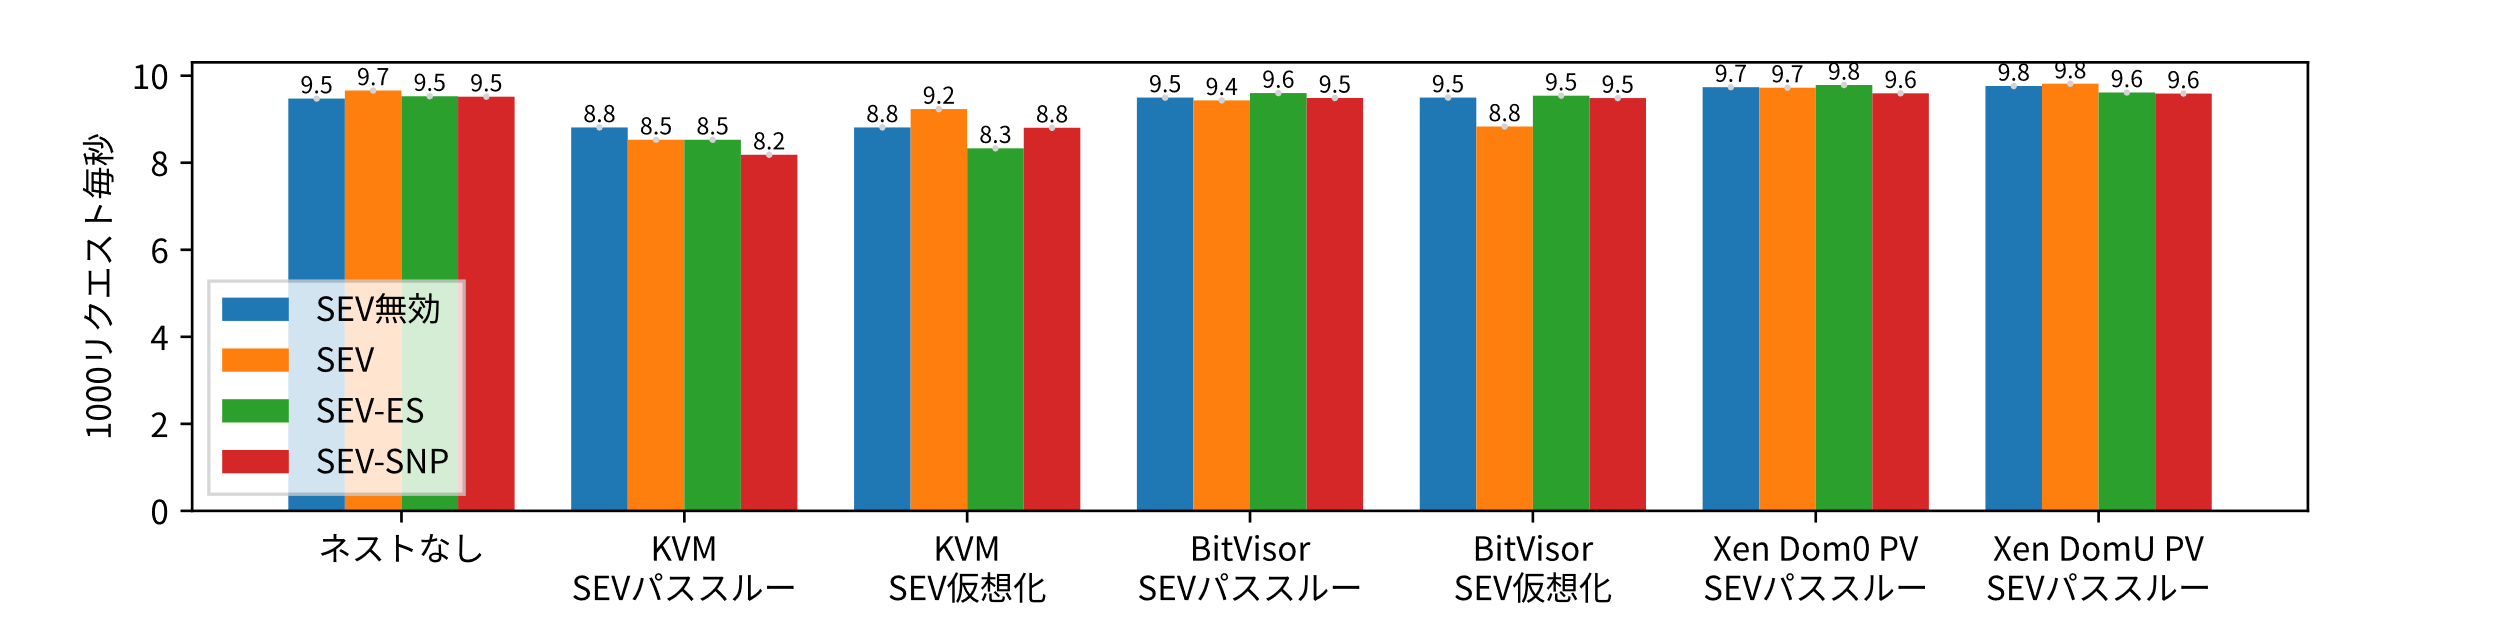 9.5 9.7 9.5 9.5 8.8 8.5 8.5 8.2 8.8 9.2 8.3 8.8 9.5 9.4 9.6 9.5 9.5 8.8 9.5 9.5 9.7 9.7 9.8 9.6 9.8 9.8 9.6 9.6
10
8
6
4
2
0
1000リクエスト毎秒
SEV無効
SEV
SEV-ES
SEV-SNP
ネストなし
KVM
SEVパススルー
KVM
SEV仮想化
BitVisor
SEVパススルー
BitVisor
SEV仮想化
Xen Dom0 PV
SEVパススルー
Xen DomU PV
SEVパススルー